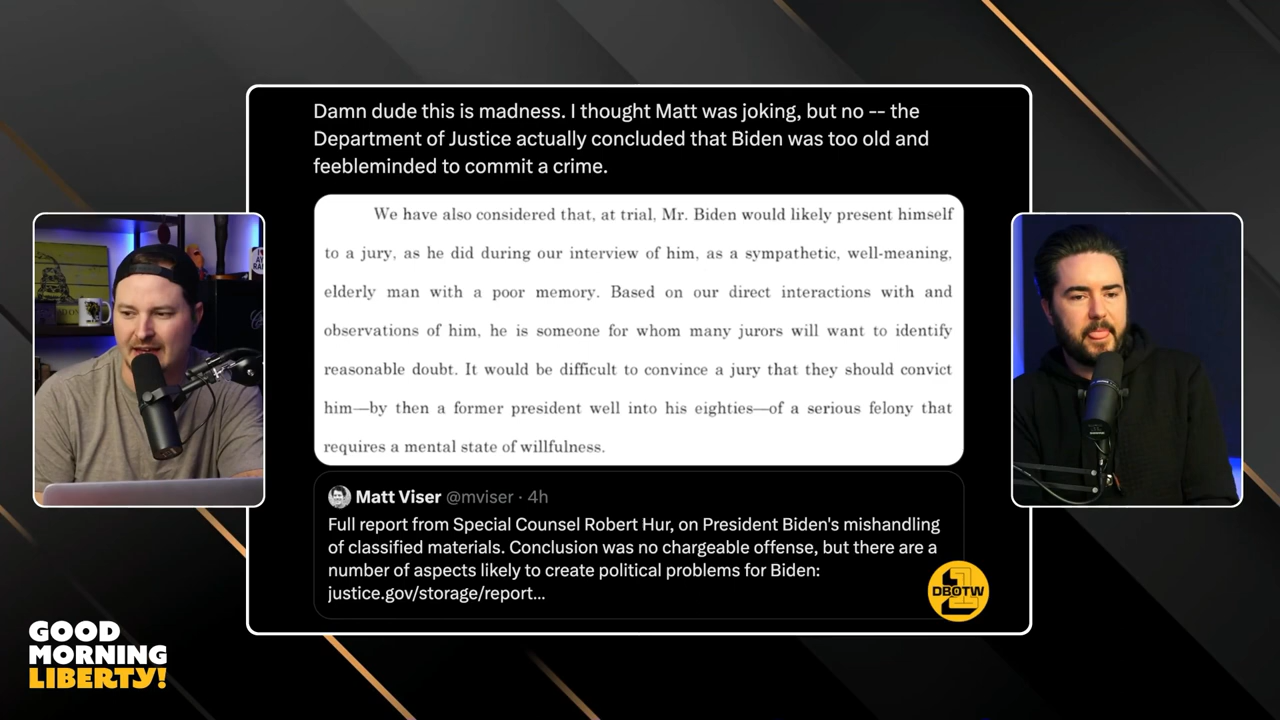 Damn dude this is madness. I thought Matt was joking, but no -- the
Department of Justice actually concluded that Biden was too old and
feebleminded to commit a crime.
We have also considered that, at trial, Mr. Biden would likely present himself
to a jury, as he did during our interview of him, as a sympathetic, well-meaning,
elderly man with a poor memory. Based on our direct interactions with and
observations of him, he is someone for whom many jurors will want to identify
reasonable doubt. It would be difficult to convince a jury that they should convict
him—by then a former president well into his eighties—of a serious felony that
requires a mental state of willfulness.
Matt Viser @mviser · 4h
Full report from Special Counsel Robert Hur, on President Biden's mishandling
of classified materials. Conclusion was no chargeable offense, but there are a
number of aspects likely to create political problems for Biden:
justice.gov/storage/report...
DBOTW
GOOD
MORNING
LIBERTY!